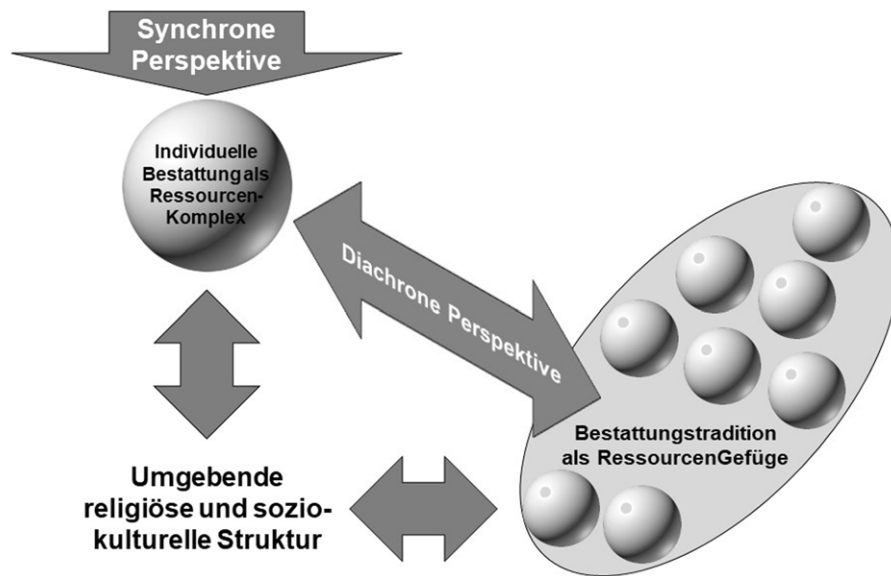 Synchrone
Perspektive
Individuelle
Bestattung als
Ressourcen-
Komplex
Diachrone Perspektive
Bestattungstradition
als RessourcenGefüge
Umgebende
religiöse und sozio-
kulturelle Struktur